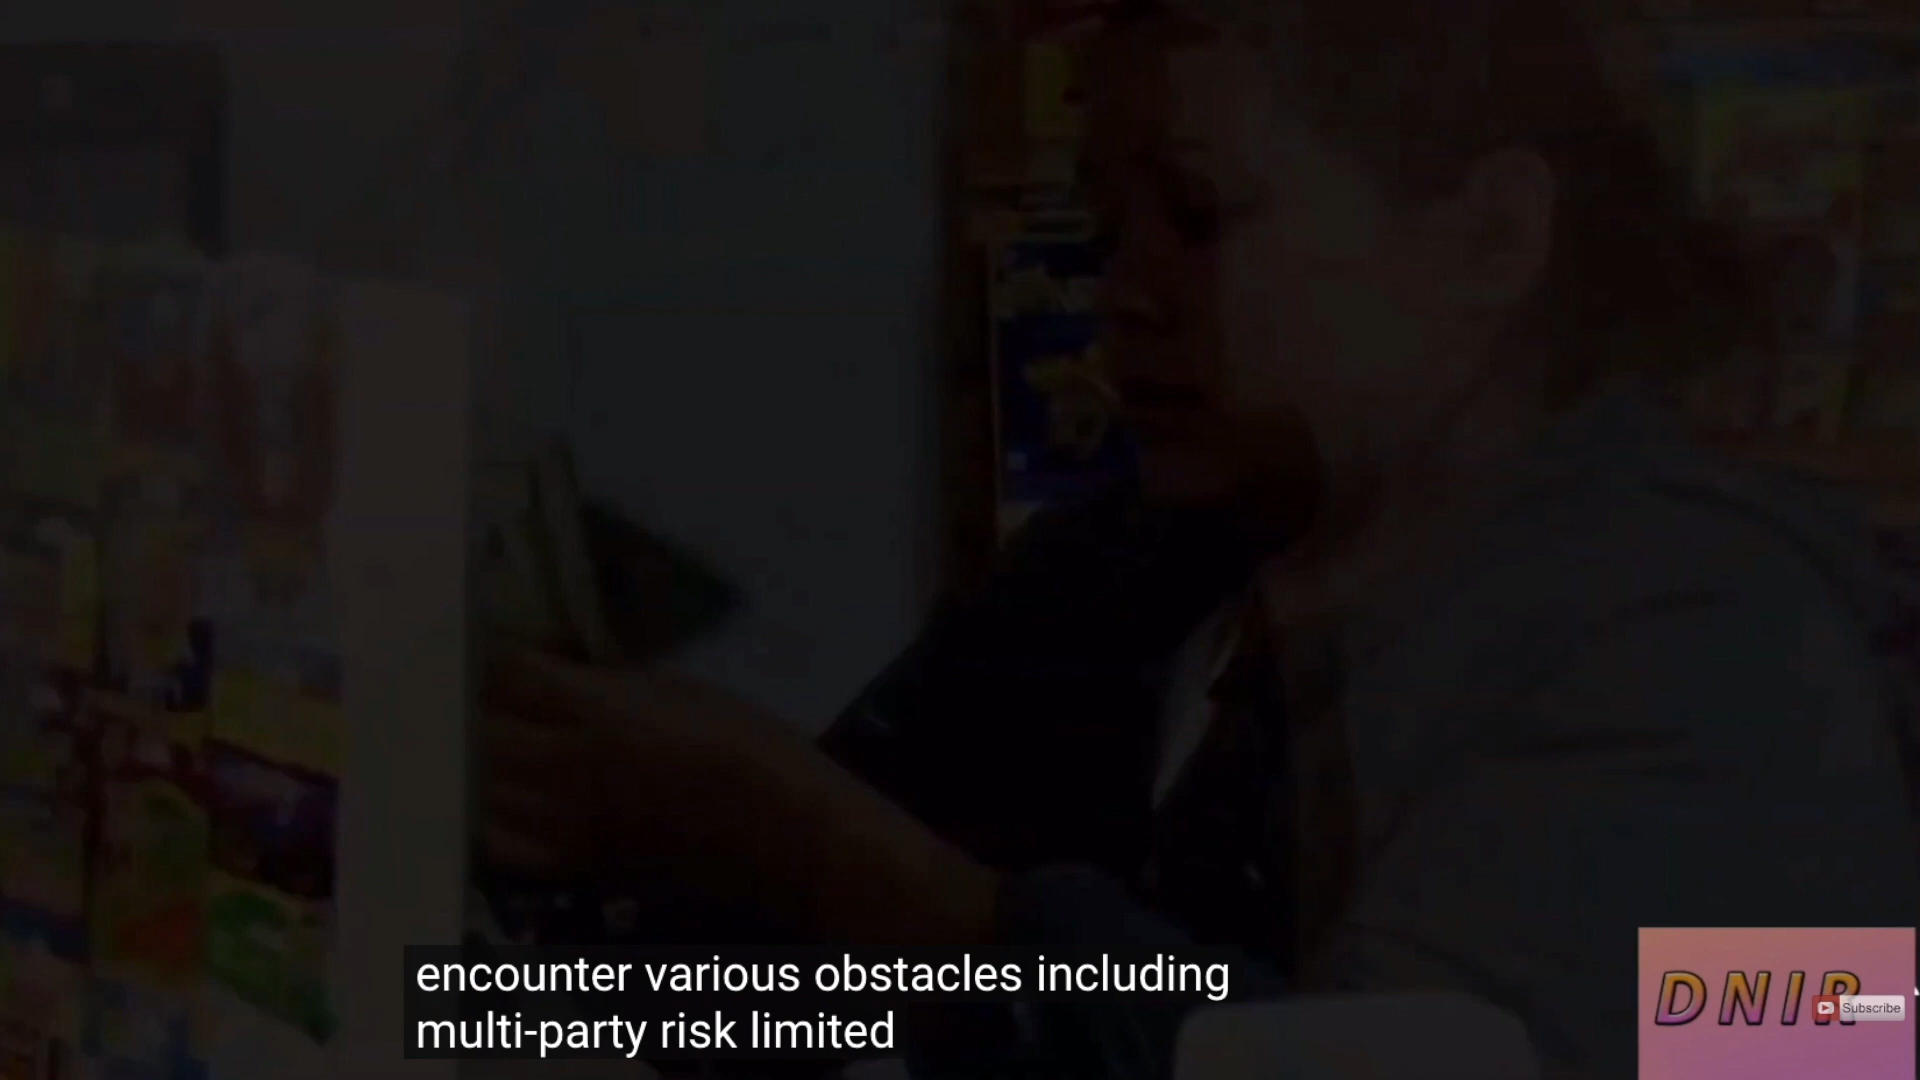 encounter various obstacles including
multi-party risk limited
DNIR
Subscribe